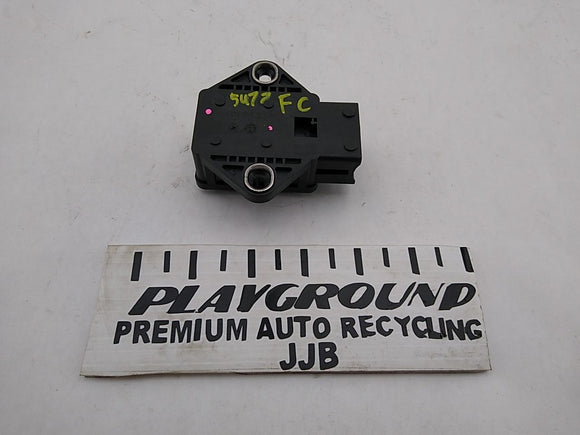 5477 FC
PLAYGROUND
PREMIUM AUTO RECYCLING
JJB